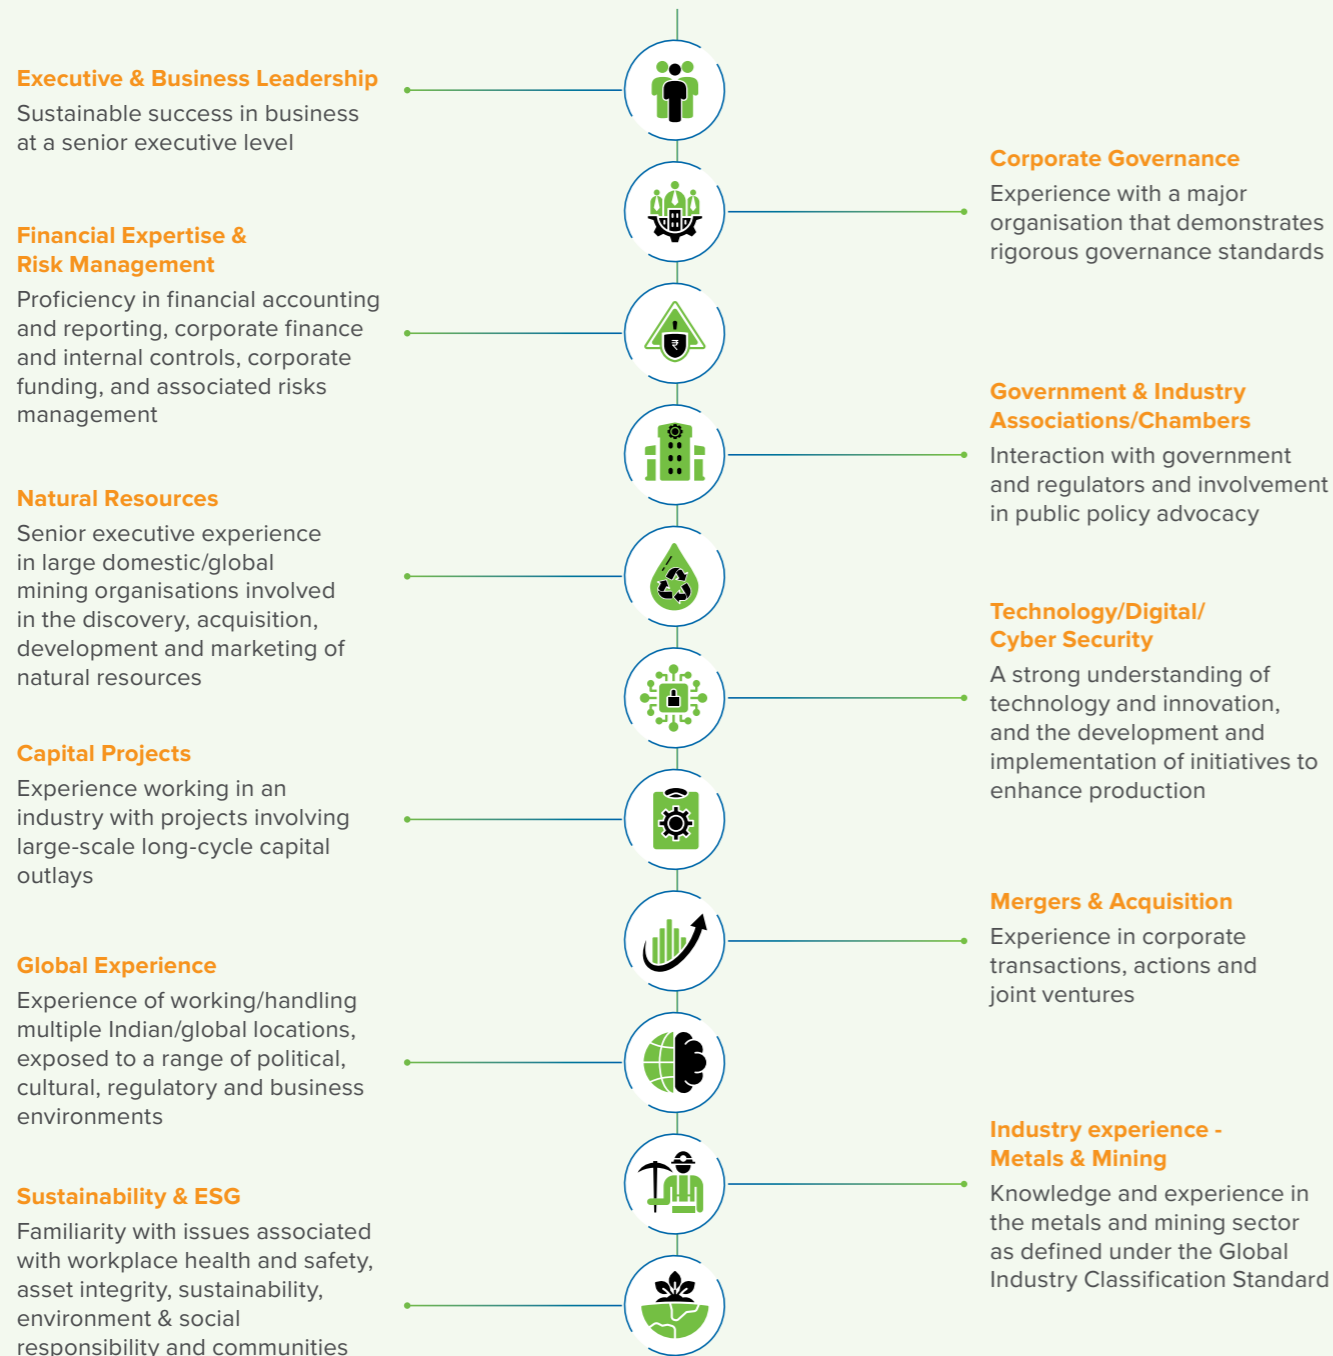 Executive & Business Leadership
Sustainable success in business
at a senior executive level
Corporate Governance
Experience with a major
organisation that demonstrates
rigorous governance standards
Financial Expertise &
Risk Management
Proficiency in financial accounting
and reporting, corporate finance
and internal controls, corporate
funding, and associated risks
management
₹
Government & Industry
Associations/Chambers
Interaction with government
and regulators and involvement
in public policy advocacy
Natural Resources
Senior executive experience
in large domestic/global
mining organisations involved
in the discovery, acquisition,
development and marketing of
natural resources
Technology/Digital/
Cyber Security
A strong understanding of
technology and innovation,
and the development and
implementation of initiatives to
enhance production
Capital Projects
Experience working in an
industry with projects involving
large-scale long-cycle capital
outlays
Mergers & Acquisition
Experience in corporate
transactions, actions and
joint ventures
Global Experience
Experience of working/handling
multiple Indian/global locations,
exposed to a range of political,
cultural, regulatory and business
environments
Industry experience -
Metals & Mining
Knowledge and experience in
the metals and mining sector
as defined under the Global
Industry Classification Standard
Sustainability & ESG
Familiarity with issues associated
with workplace health and safety,
asset integrity, sustainability,
environment & social
responsibility and communities